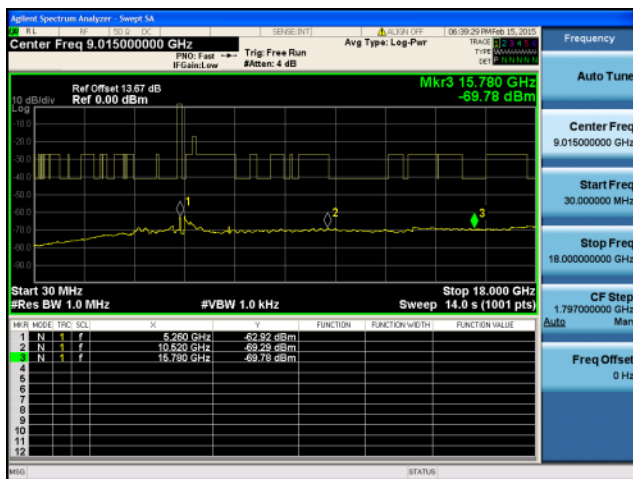 Agilent Spectrum Analyzer - Swept SA
RL RF 50 Ω DC SENSE:INT ALIGN OFF 06:39:29 PM Feb 15, 2015
Center Freq 9.015000000 GHz
PNO: Fast
IFGain:Low
Trig: Free Run
#Atten: 4 dB
Avg Type: Log-Pwr
TRACE 1 2 3 4 5 6
TYPE
DET P N N N N N
Ref Offset 13.67 dB
10 dB/div Ref 0.00 dBm
Log
Mkr3 15.780 GHz
-69.78 dBm
-10.0
-20.0
-30.0
-40.0
-50.0
-60.0
-70.0
-80.0
-90.0
1
2
3
Start 30 MHz Stop 18.000 GHz
#Res BW 1.0 MHz #VBW 1.0 kHz Sweep 14.0 s (1001 pts)
MKR MODE TRC SCL X Y FUNCTION FUNCTION WIDTH FUNCTION VALUE
1 N 1 f 5.260 GHz -62.92 dBm
2 N 1 f 10.520 GHz -69.29 dBm
3 N 1 f 15.780 GHz -69.78 dBm
4
5
6
7
8
9
10
11
12
MSG STATUS
Frequency
Auto Tune
Center Freq
9.015000000 GHz
Start Freq
30.000000 MHz
Stop Freq
18.000000000 GHz
CF Step
1.797000000 GHz
Auto Man
Freq Offset
0 Hz